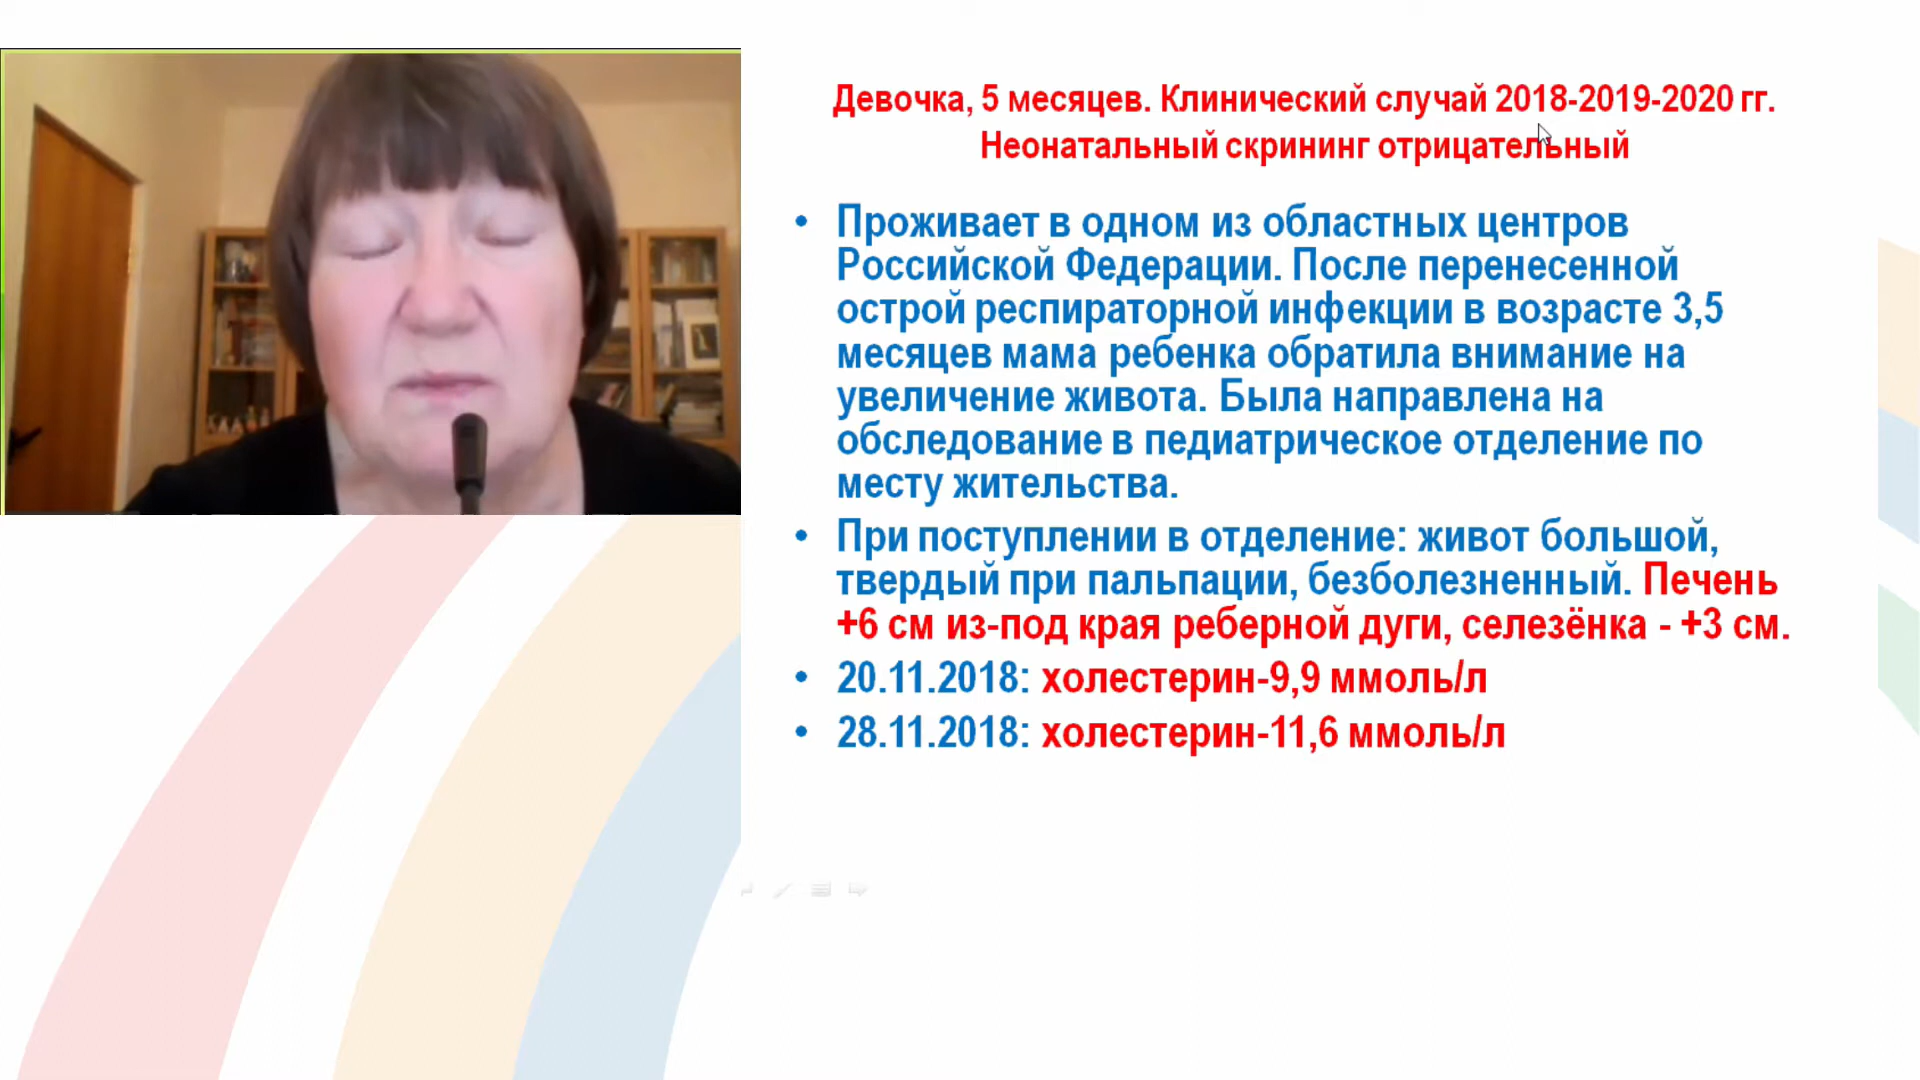 Девочка, 5 месяцев. Клинический случай 2018-2019-2020 гг.
Неонатальный скрининг отрицательный
• Проживает в одном из областных центров
Российской Федерации. После перенесенной
острой респираторной инфекции в возрасте 3,5
месяцев мама ребенка обратила внимание на
увеличение живота. Была направлена на
обследование в педиатрическое отделение по
месту жительства.
• При поступлении в отделение: живот большой,
твердый при пальпации, безболезненный. Печень
+6 см из-под края реберной дуги, селезёнка - +3 см.
• 20.11.2018: холестерин-9,9 ммоль/л
• 28.11.2018: холестерин-11,6 ммоль/л